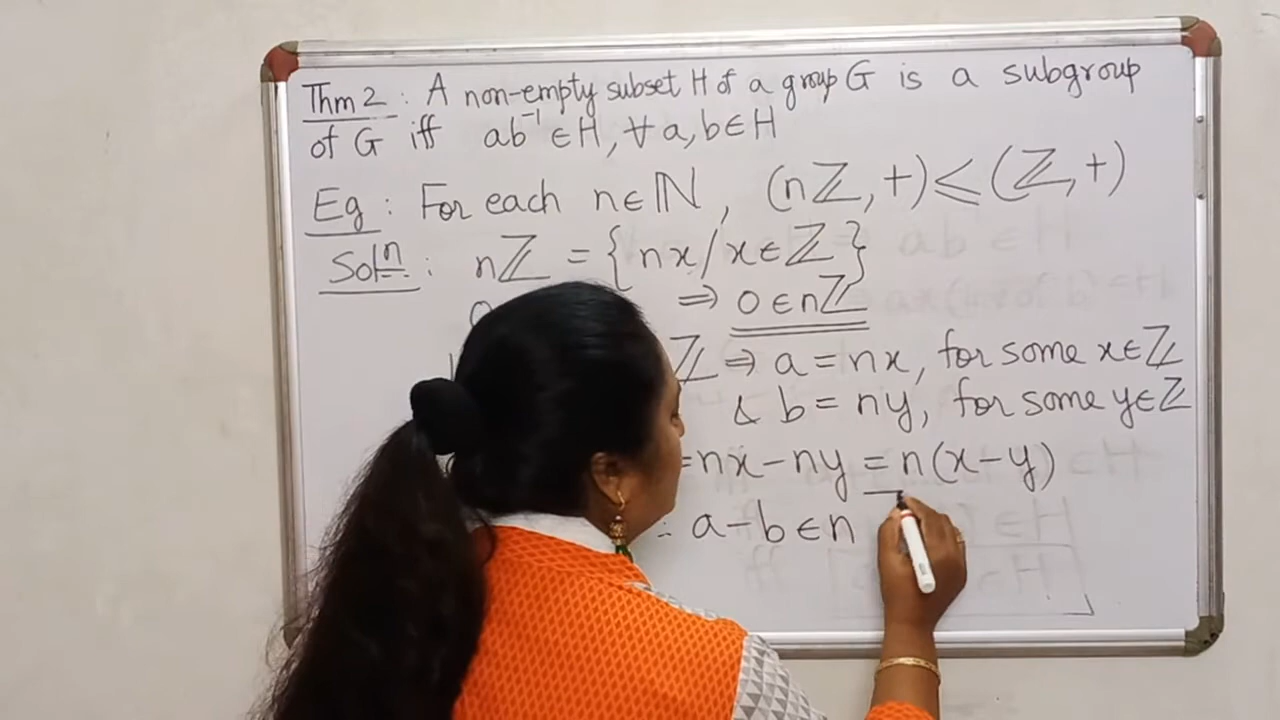 Thm 2 : A non-empty subset H of a group G is a subgroup
of G iff ab⁻¹ ∈ H, ∀ a, b ∈ H
Eg : For each n ∈ ℕ, (nℤ, +) ≤ (ℤ, +)
Solⁿ : nℤ = {nx / x ∈ ℤ}
⇒ 0 ∈ nℤ
ℤ ⇒ a = nx, for some x ∈ ℤ
& b = ny, for some y ∈ ℤ
= nx - ny = n(x - y)
a - b ∈ n